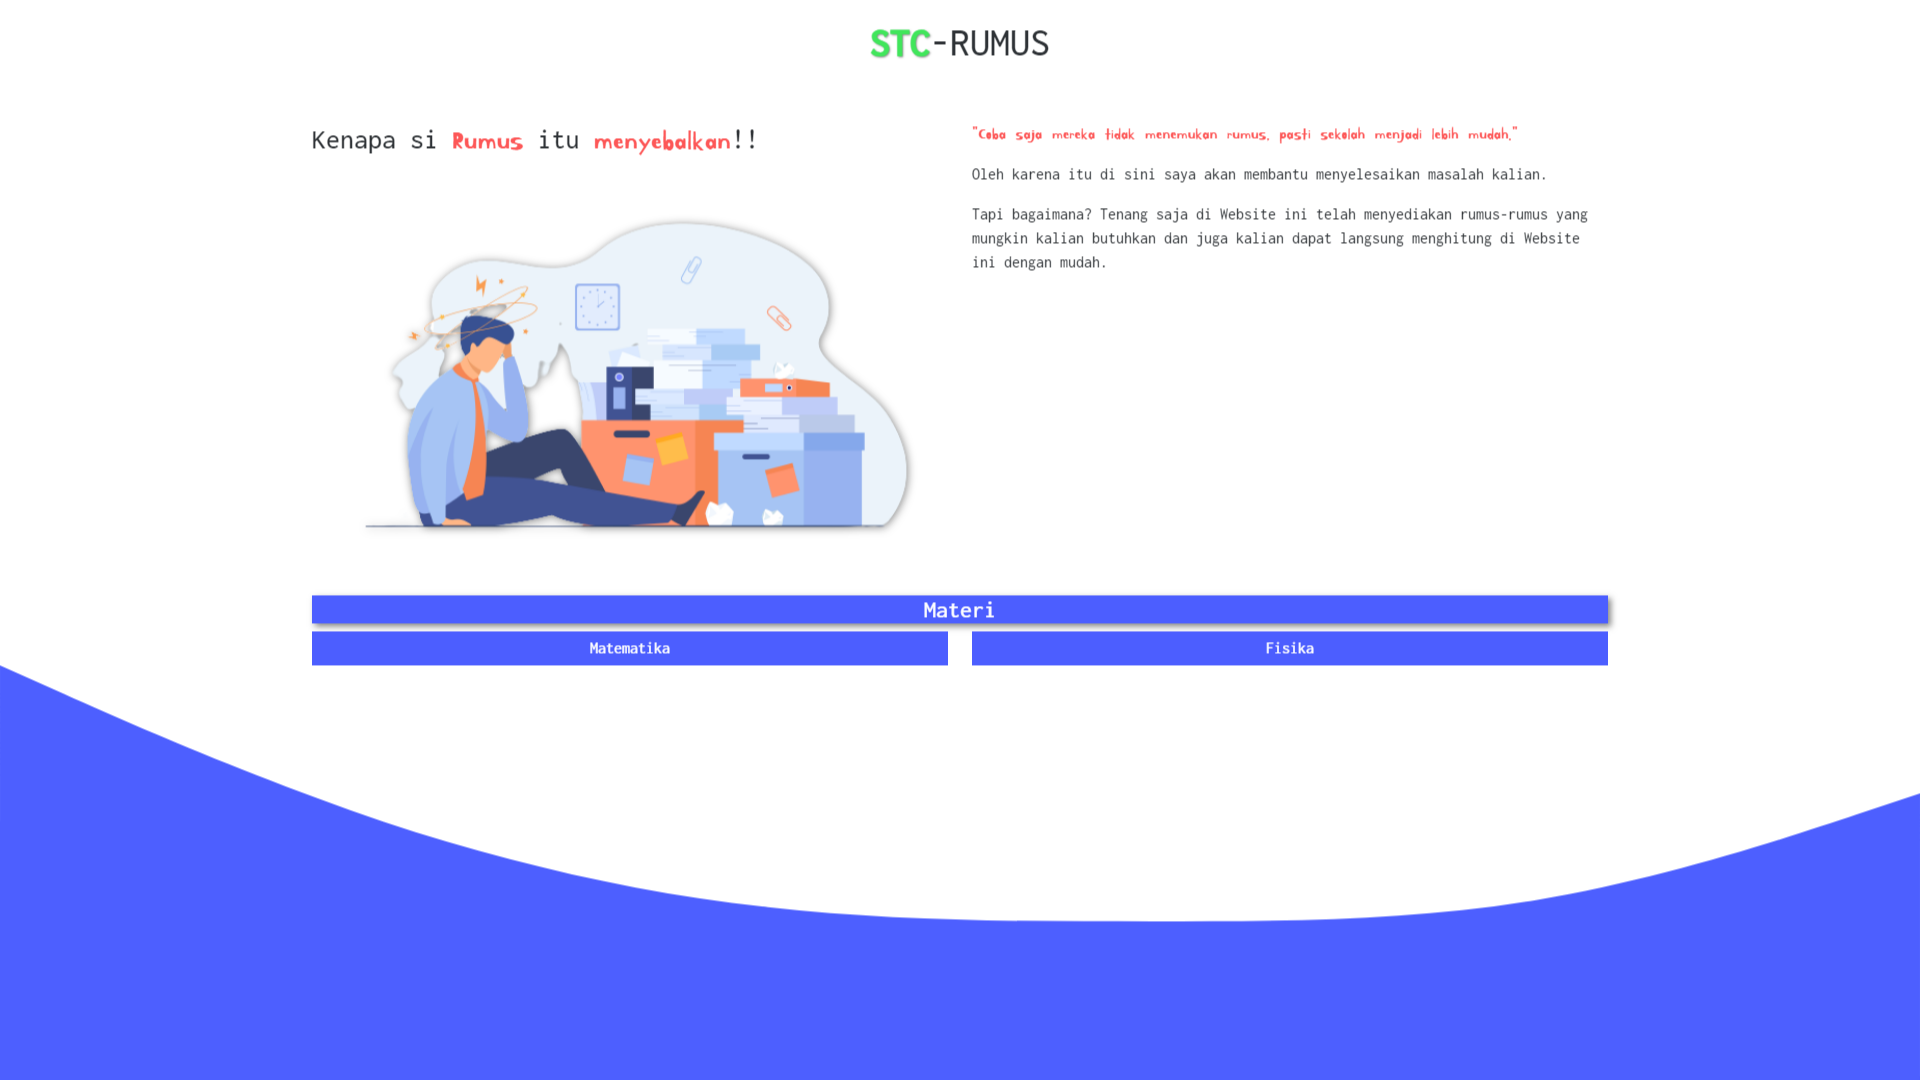 STC-RUMUS
Kenapa si Rumus itu menyebalkan!!
"Coba saja mereka tidak menemukan rumus, pasti sekolah menjadi lebih mudah."
Oleh karena itu di sini saya akan membantu menyelesaikan masalah kalian.
Tapi bagaimana? Tenang saja di Website ini telah menyediakan rumus-rumus yang
mungkin kalian butuhkan dan juga kalian dapat langsung menghitung di Website
ini dengan mudah.
Materi
Matematika
Fisika